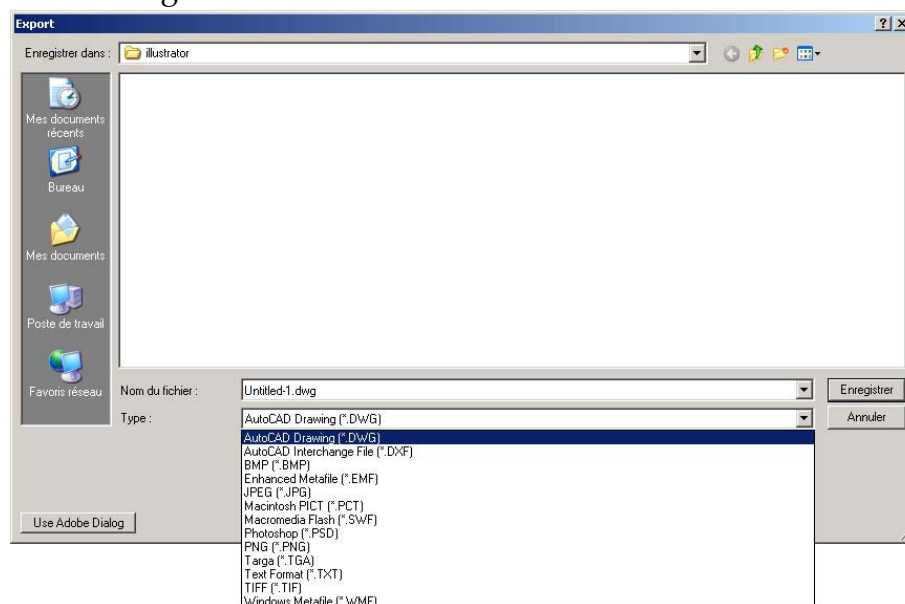 Export
Enregistrer dans :
illustrator
Mes documents
récents
Bureau
Mes documents
Poste de travail
Favoris réseau
Nom du fichier :
Untitled-1.dwg
Enregistrer
Type :
AutoCAD Drawing (*.DWG)
Annuler
AutoCAD Drawing (*.DWG)
AutoCAD Interchange File (*.DXF)
BMP (*.BMP)
Enhanced Metafile (*.EMF)
JPEG (*.JPG)
Macintosh PICT (*.PCT)
Macromedia Flash (*.SWF)
Photoshop (*.PSD)
PNG (*.PNG)
Targa (*.TGA)
Text Format (*.TXT)
TIFF (*.TIF)
Windows Metafile (*.WMF)
Use Adobe Dialog